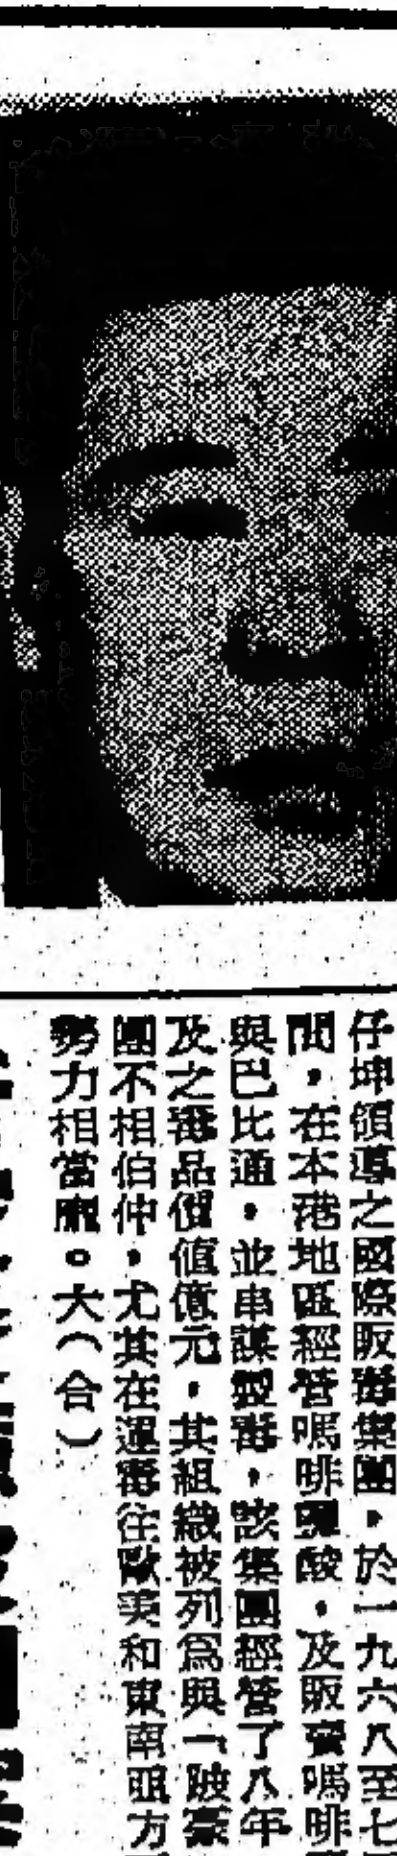 仔坤領導之國際販毒集團，於一九六八至七
間，在本港地區經營嗎啡鹽酸，及販賣嗎啡
與巴比通，並串謀製毒，該集團經營了八年
及之毒品價值億元，其組織被列爲與「跛豪
團不相伯仲，尤其在運毒往歐美和東南亞方
勢力相當龐。大（合）